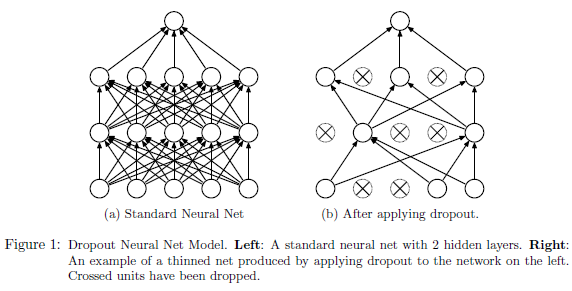 (a) Standard Neural Net
(b) After applying dropout.
Figure 1: Dropout Neural Net Model. Left: A standard neural net with 2 hidden layers. Right:
An example of a thinned net produced by applying dropout to the network on the left.
Crossed units have been dropped.